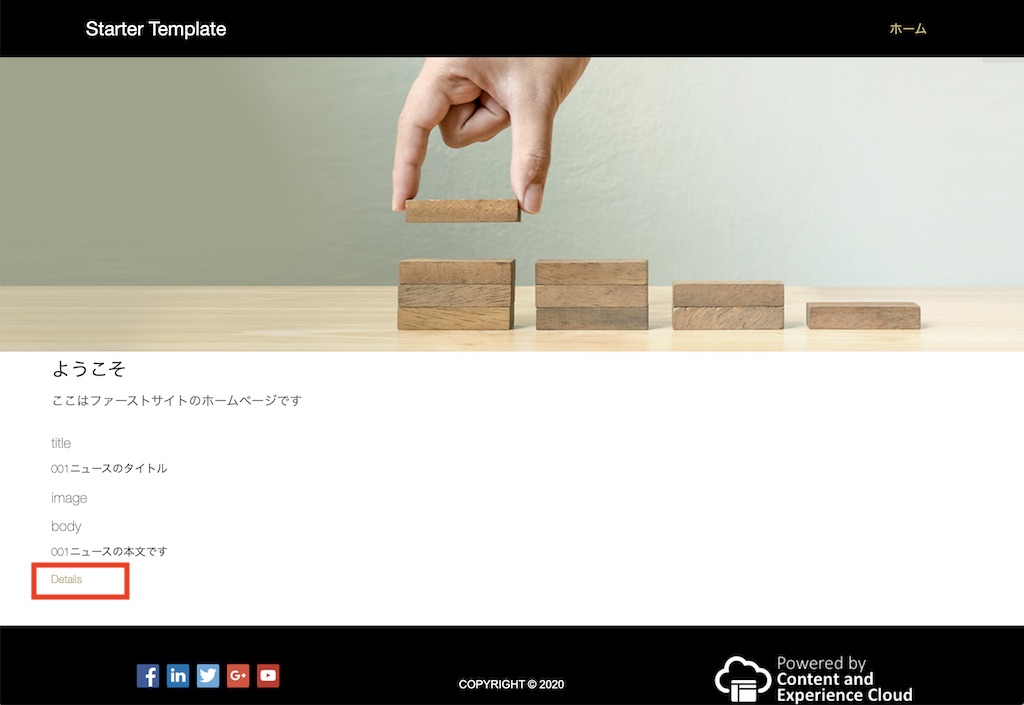 Starter Template
ホーム
ようこそ
ここはファーストサイトのホームページです
title
001ニュースのタイトル
image
body
001ニュースの本文です
Details
COPYRIGHT © 2020
Powered by
Content and
Experience Cloud